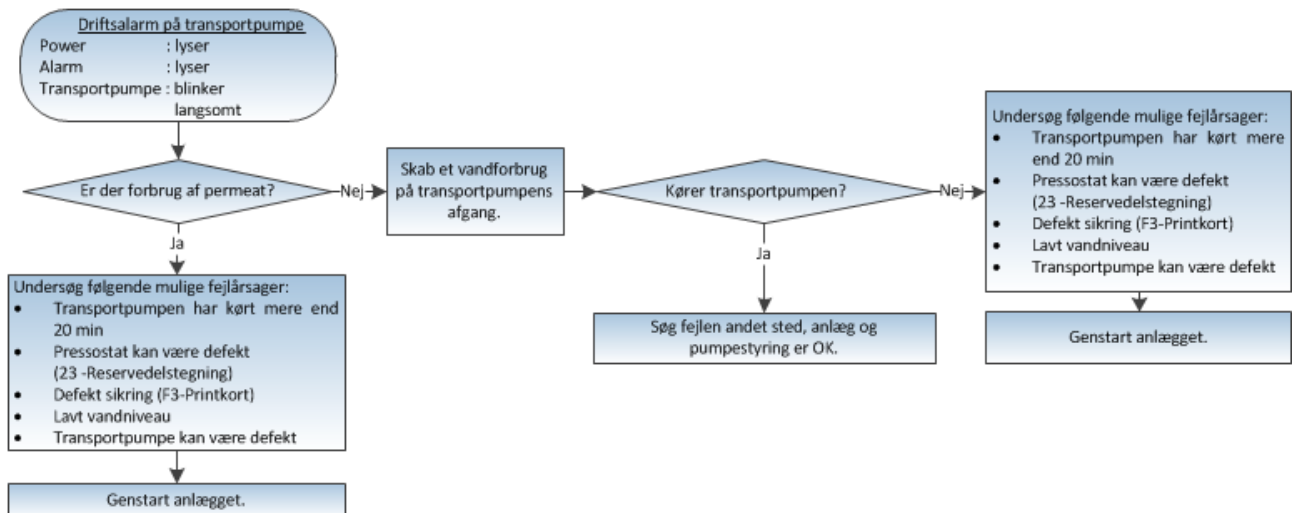 Driftsalarm på transportpumpe
Power : lyser
Alarm : lyser
Transportpumpe : blinker
langsomt
Er der forbrug af permeat?
Nej
Skab et vandforbrug
på transportpumpens
afgang.
Kører transportpumpen?
Nej
Undersøg følgende mulige fejlårsager:
• Transportpumpen har kørt mere
end 20 min
• Pressostat kan være defekt
(23 -Reservedelstegning)
• Defekt sikring (F3-Printkort)
• Lavt vandniveau
• Transportpumpe kan være defekt
Genstart anlægget.
Ja
Søg fejlen andet sted, anlæg og
pumpestyring er OK.
Ja
Undersøg følgende mulige fejlårsager:
• Transportpumpen har kørt mere end
20 min
• Pressostat kan være defekt
(23 -Reservedelstegning)
• Defekt sikring (F3-Printkort)
• Lavt vandniveau
• Transportpumpe kan være defekt
Genstart anlægget.